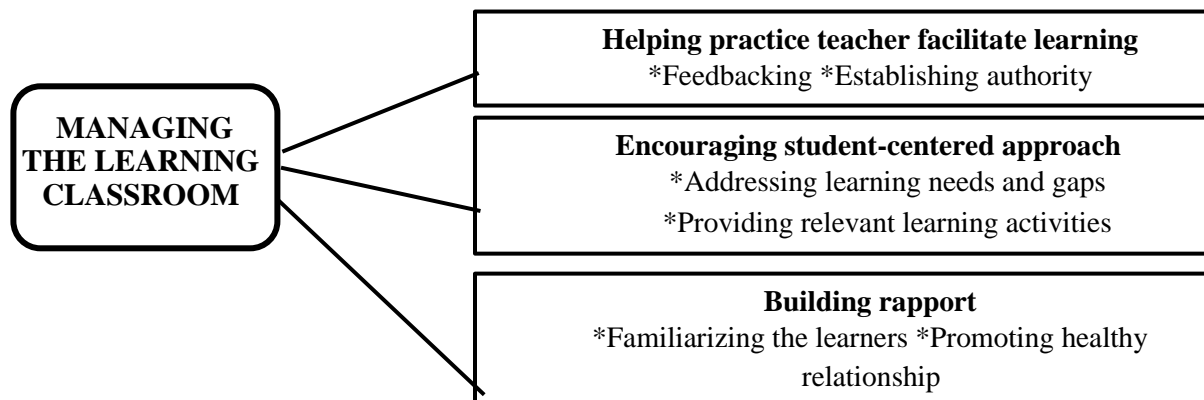 MANAGING
THE LEARNING
CLASSROOM
Helping practice teacher facilitate learning
*Feedbacking *Establishing authority
Encouraging student-centered approach
*Addressing learning needs and gaps
*Providing relevant learning activities
Building rapport
*Familiarizing the learners *Promoting healthy
relationship